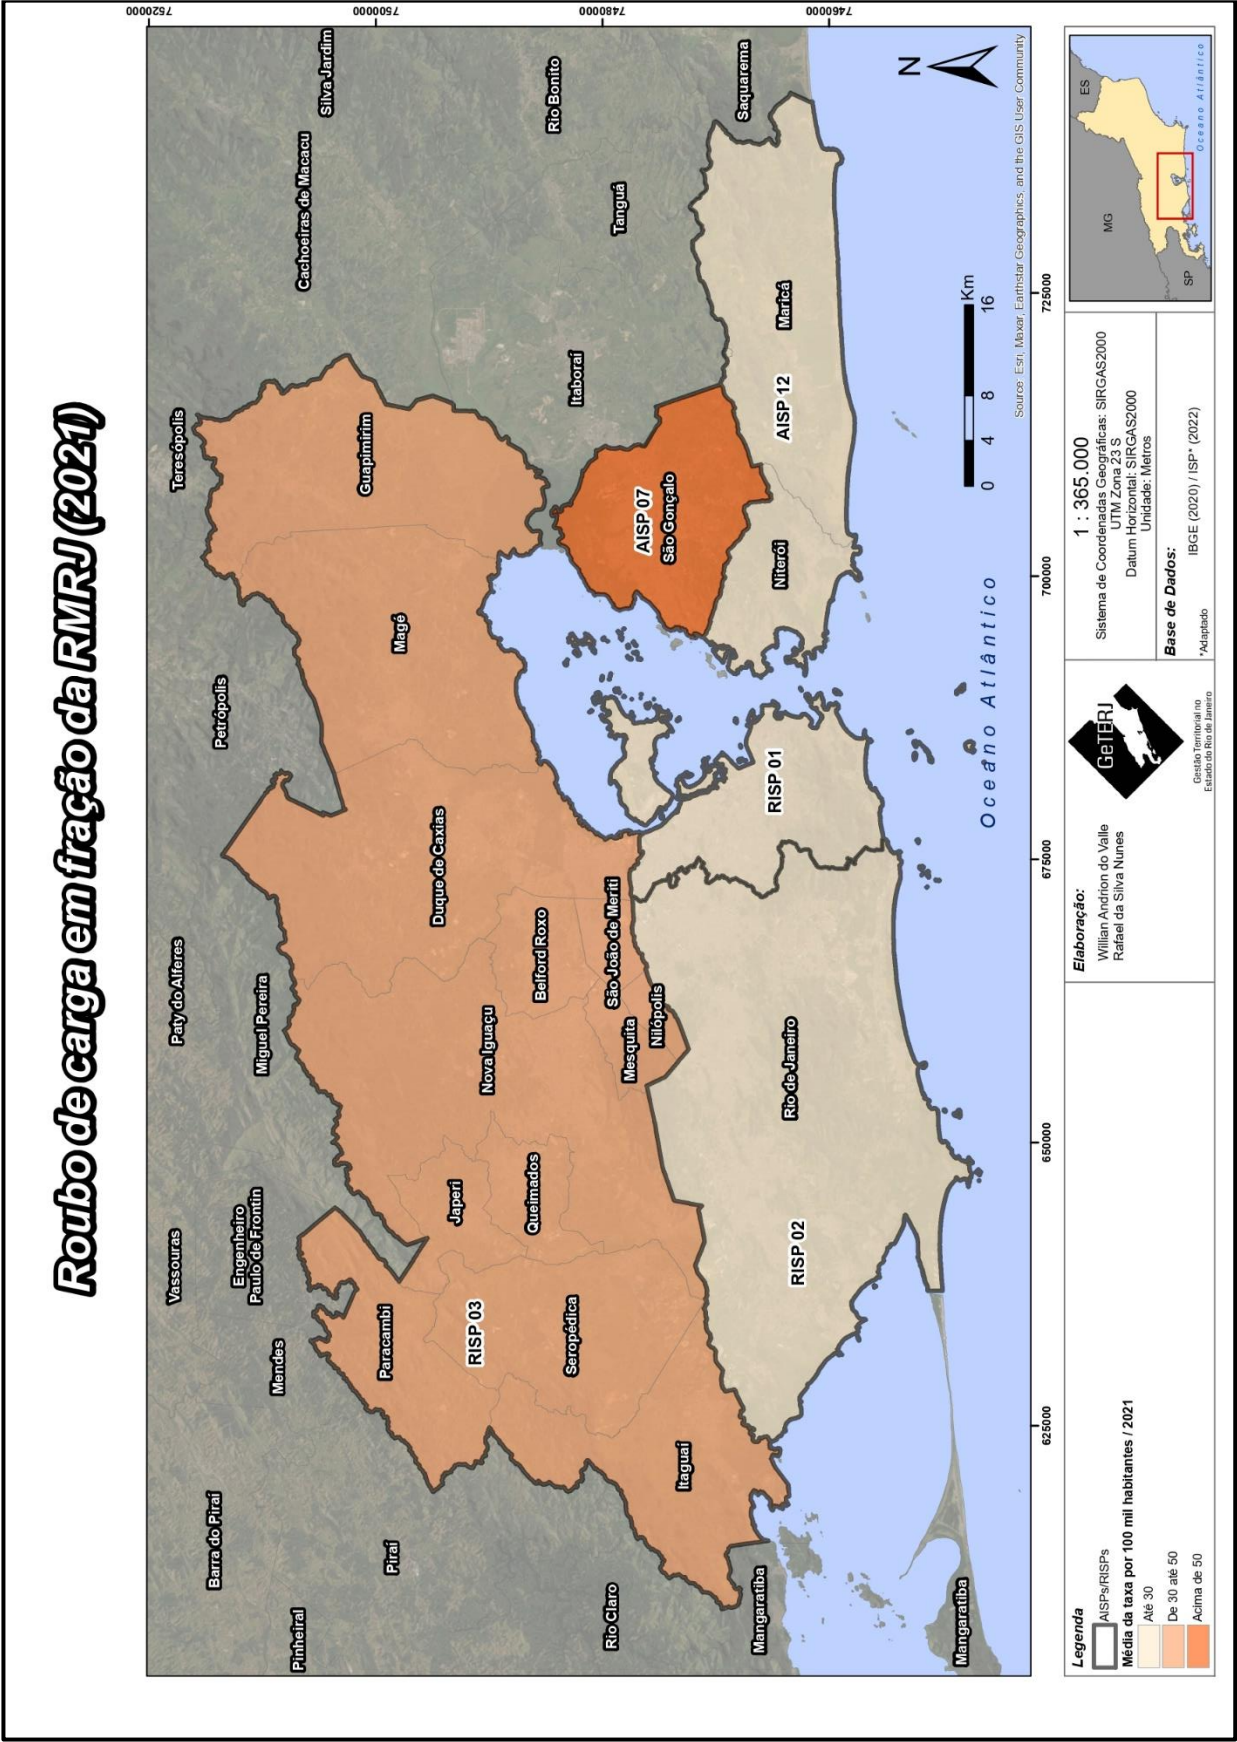 Roubo de carga em fração da RMRJ (2021)
Vassouras
Paty do Alferes
Teresópolis
Barra do Piraí
Engenheiro
Paulo de Frontin
Miguel Pereira
Petrópolis
Mendes
Pinheiral
Cachoeiras de Macacu
Silva Jardim
Piraí
Paracambi
Guapimirim
Magé
Japeri
Duque de Caxias
RISP 03
Nova Iguaçu
Queimados
Belford Roxo
Seropédica
Itaboraí
Rio Bonito
Rio Claro
São João de Meriti
Tanguá
Mesquita
Nilópolis
AISP 07
São Gonçalo
Itaguaí
Saquarema
Mangaratiba
RISP 02
Rio de Janeiro
RISP 01
Niterói
AISP 12
Maricá
Mangaratiba
Oceano Atlântico
N
0 4 8 16
Km
Source: Esri, Maxar, Earthstar Geographics, and the GIS User Community
625000
650000
675000
700000
725000
7520000
7500000
7480000
7460000
Legenda
AISPs/RISPs
Média da taxa por 100 mil habitantes / 2021
Até 30
De 30 até 50
Acima de 50
Elaboração:
Willian Andrion do Valle
Rafael da Silva Nunes
GeTERJ
Gestão Territorial no
Estado do Rio de Janeiro
1 : 365.000
Sistema de Coordenadas Geográficas: SIRGAS2000
UTM Zona 23 S
Datum Horizontal: SIRGAS2000
Unidade: Metros
Base de Dados:
IBGE (2020) / ISP* (2022)
*Adaptado
MG
ES
SP
Oceano Atlântico